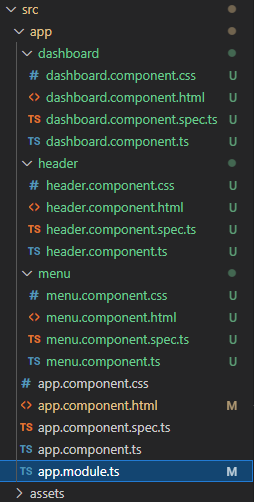 src
app
dashboard
# dashboard.component.css U
<> dashboard.component.html U
TS dashboard.component.spec.ts U
TS dashboard.component.ts U
header
# header.component.css U
<> header.component.html U
TS header.component.spec.ts U
TS header.component.ts U
menu
# menu.component.css U
<> menu.component.html U
TS menu.component.spec.ts U
TS menu.component.ts U
# app.component.css
<> app.component.html M
TS app.component.spec.ts
TS app.component.ts
TS app.module.ts M
assets